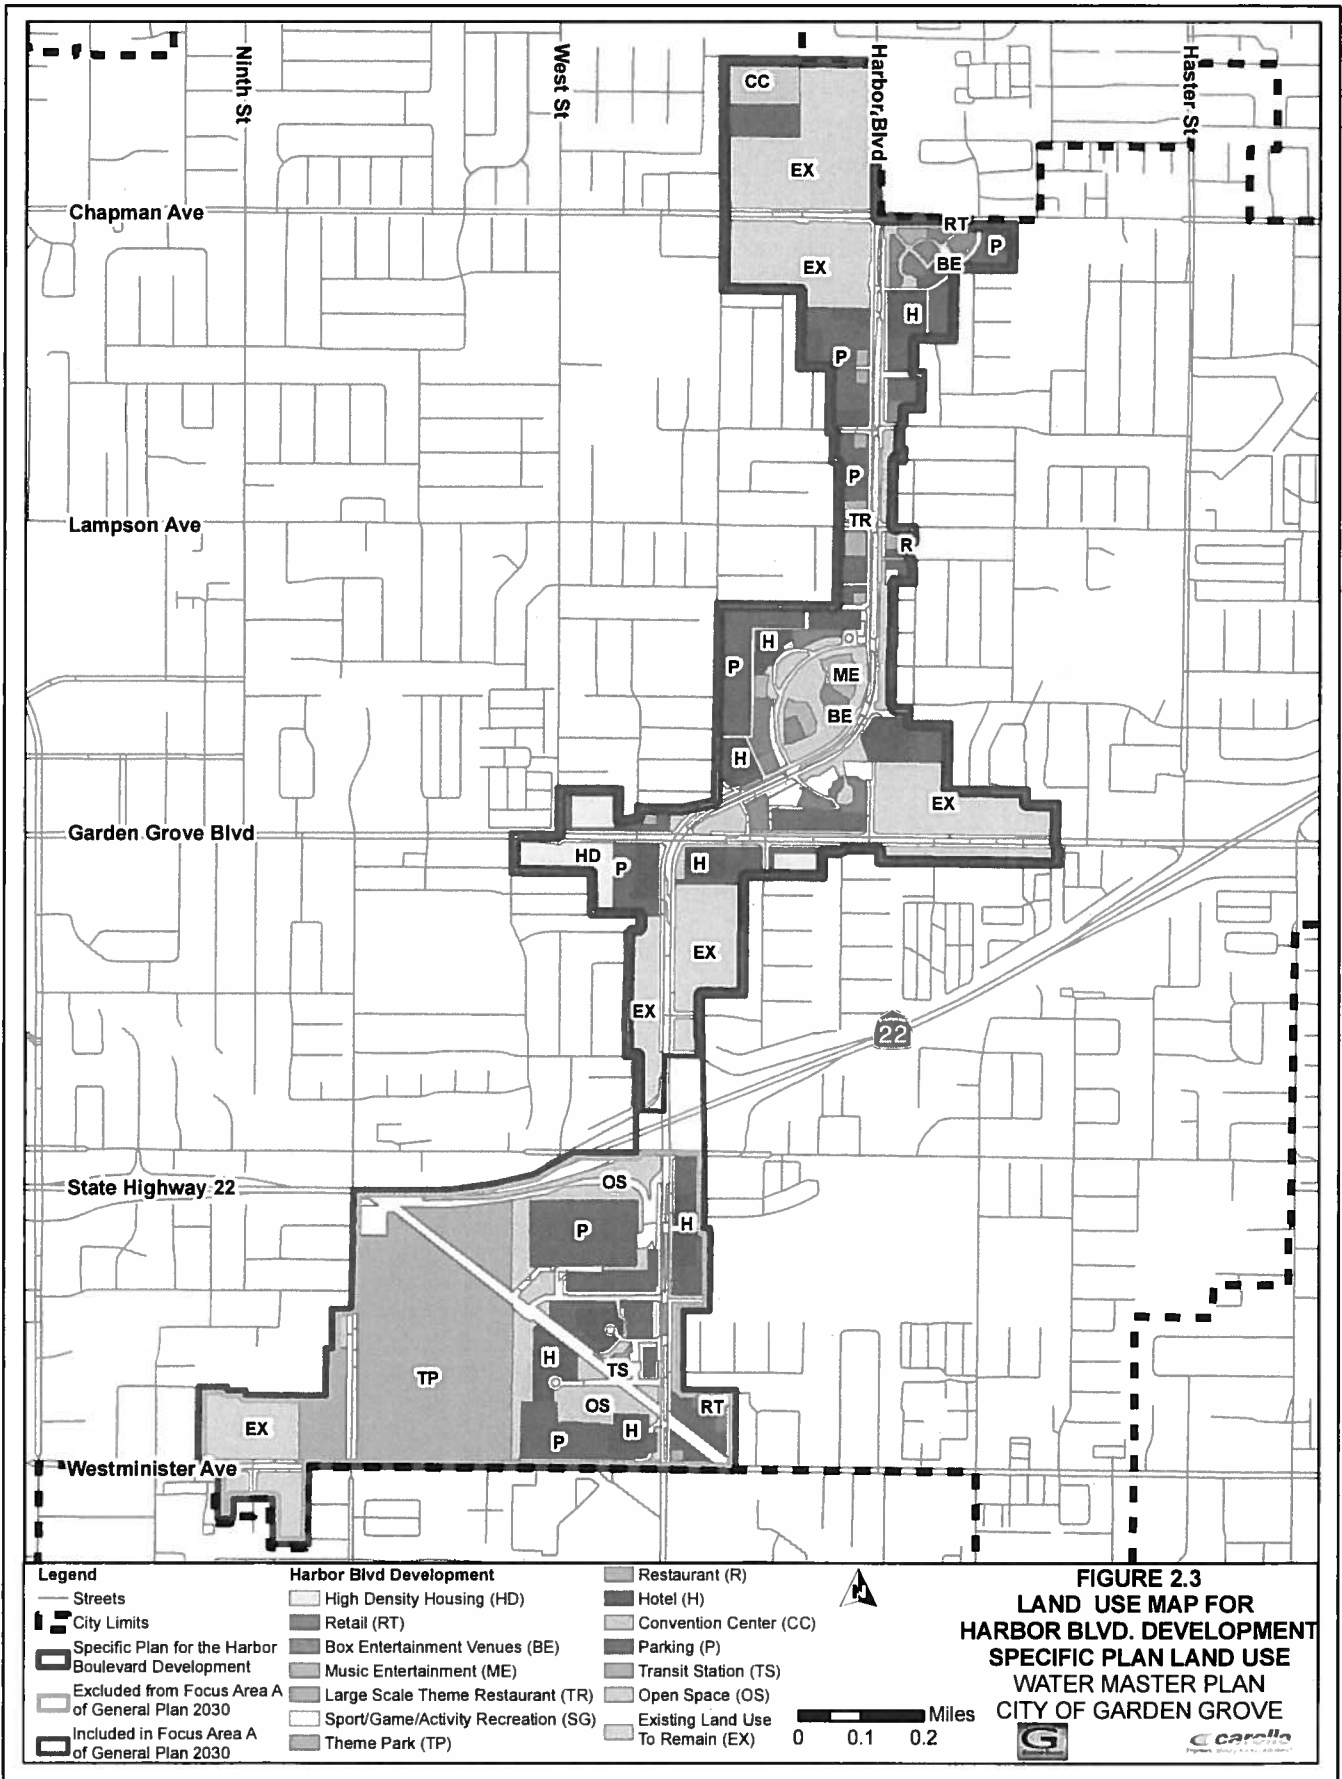 Ninth St
West St
Harbor Blvd
Haster St
CC
EX
Chapman Ave
RT
P
BE
EX
H
P
P
Lampson Ave
TR
R
H
P
ME
BE
H
EX
Garden Grove Blvd
HD
P
H
EX
EX
22
State Highway 22
OS
P
H
H
TS
TP
OS
RT
EX
H
P
Westminister Ave
Legend
Streets
City Limits
Specific Plan for the Harbor
Boulevard Development
Excluded from Focus Area A
of General Plan 2030
Included in Focus Area A
of General Plan 2030
Harbor Blvd Development
High Density Housing (HD)
Retail (RT)
Box Entertainment Venues (BE)
Music Entertainment (ME)
Large Scale Theme Restaurant (TR)
Sport/Game/Activity Recreation (SG)
Theme Park (TP)
Restaurant (R)
Hotel (H)
Convention Center (CC)
Parking (P)
Transit Station (TS)
Open Space (OS)
Existing Land Use
To Remain (EX)
N
Miles
0 0.1 0.2
FIGURE 2.3
LAND USE MAP FOR
HARBOR BLVD. DEVELOPMENT
SPECIFIC PLAN LAND USE
WATER MASTER PLAN
CITY OF GARDEN GROVE
G
carollo